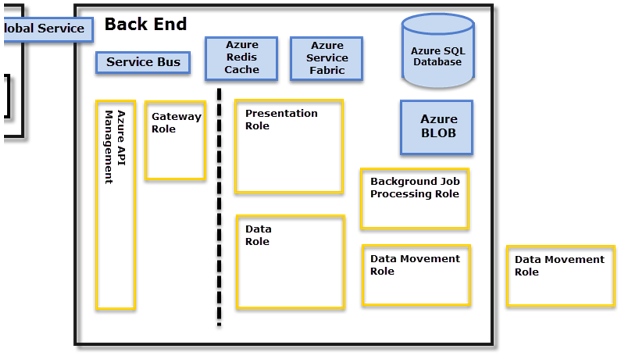 lobal Service
Back End
Service Bus
Azure
Redis
Cache
Azure
Service
Fabric
Azure SQL
Database
Azure API
Management
Gateway
Role
Presentation
Role
Azure
BLOB
Background Job
Processing Role
Data
Role
Data Movement
Role
Data Movement
Role